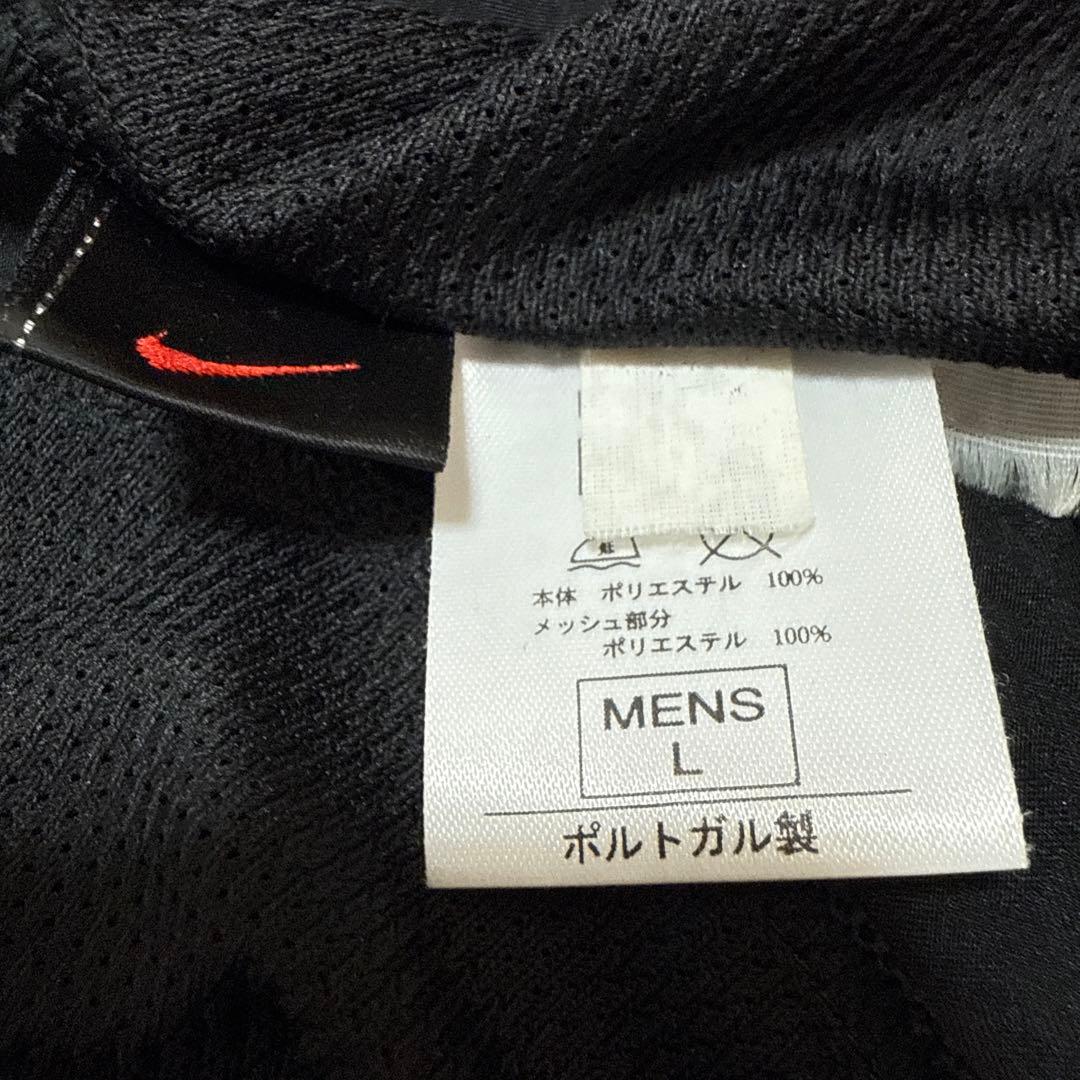 本体 ポリエステル 100%
メッシュ部分
ポリエステル 100%
MENS
L
ポルトガル製